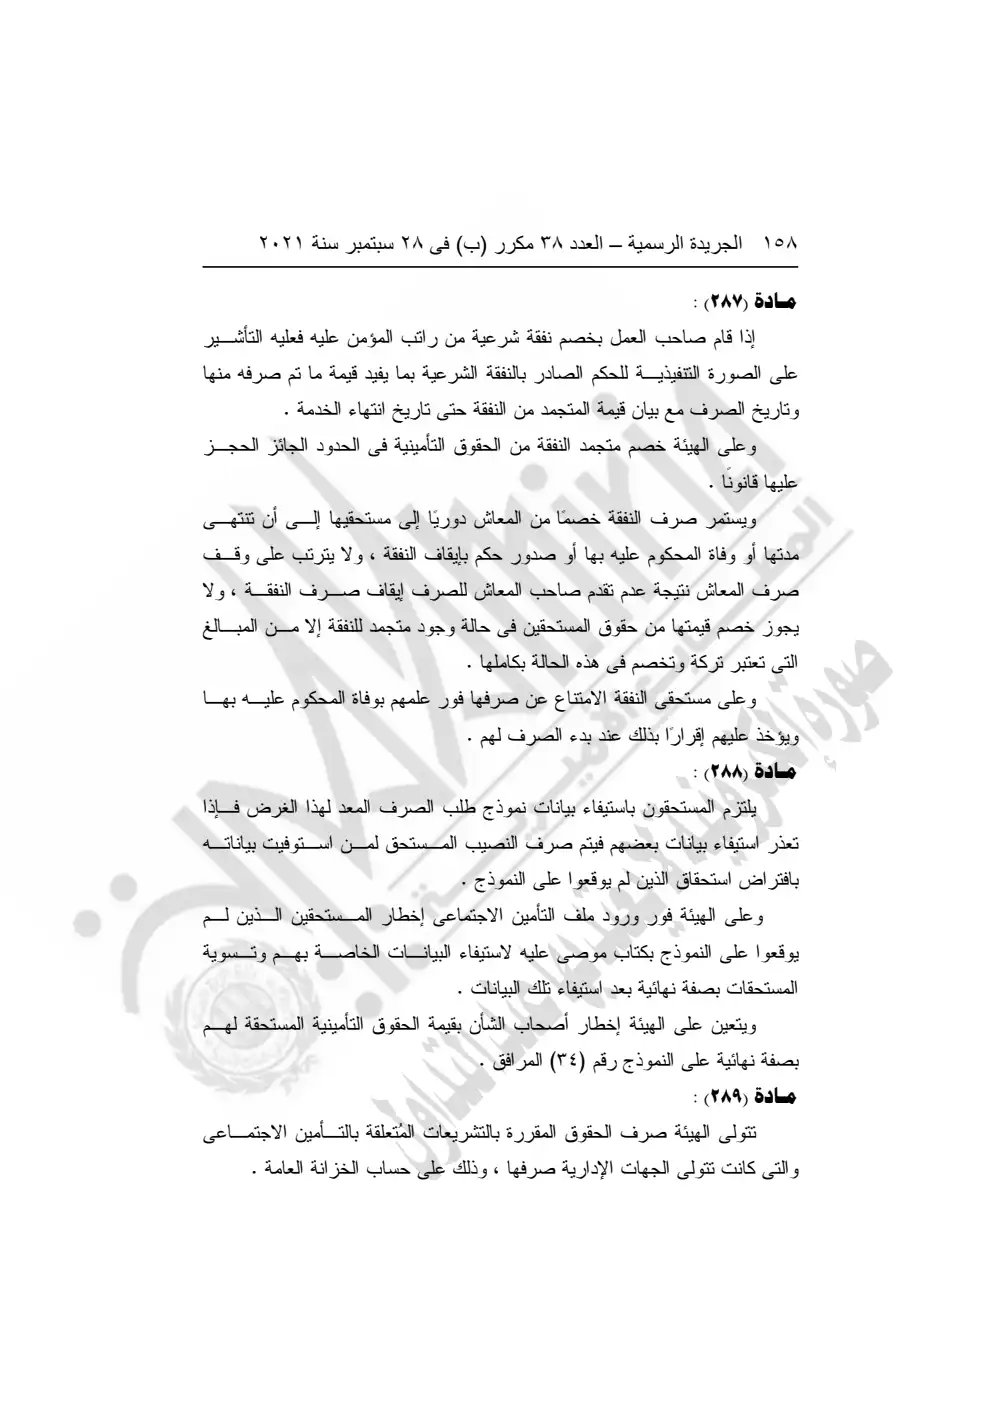 ١٥٨ الجريدة الرسمية – العدد ٣٨ مكرر (ب) فى ٢٨ سبتمبر سنة ٢٠٢١
مادة (٢٨٧) :
إذا قام صاحب العمل بخصم نفقة شرعية من راتب المؤمن عليه فعليه التأشير
على الصورة التنفيذية للحكم الصادر بالنفقة الشرعية بما يفيد قيمة ما تم صرفه منها
وتاريخ الصرف مع بيان قيمة المتجمد من النفقة حتى تاريخ انتهاء الخدمة .
وعلى الهيئة خصم متجمد النفقة من الحقوق التأمينية فى الحدود الجائز الحجز
عليها قانونًا .
ويستمر صرف النفقة خصمًا من المعاش دوريًا إلى مستحقيها إلى أن تنتهى
مدتها أو وفاة المحكوم عليه بها أو صدور حكم بإيقاف النفقة ، ولا يترتب على وقف
صرف المعاش نتيجة عدم تقدم صاحب المعاش للصرف إيقاف صرف النفقة ، ولا
يجوز خصم قيمتها من حقوق المستحقين فى حالة وجود متجمد للنفقة إلا من المبالغ
التى تعتبر تركة وتخصم فى هذه الحالة بكاملها .
وعلى مستحقى النفقة الامتناع عن صرفها فور علمهم بوفاة المحكوم عليه بها
ويؤخذ عليهم إقرارًا بذلك عند بدء الصرف لهم .
مادة (٢٨٨) :
يلتزم المستحقون باستيفاء بيانات نموذج طلب الصرف المعد لهذا الغرض فإذا
تعذر استيفاء بيانات بعضهم فيتم صرف النصيب المستحق لمن استوفيت بياناته
بافتراض استحقاق الذين لم يوقعوا على النموذج .
وعلى الهيئة فور ورود ملف التأمين الاجتماعى إخطار المستحقين الذين لم
يوقعوا على النموذج بكتاب موصى عليه لاستيفاء البيانات الخاصة بهم وتسوية
المستحقات بصفة نهائية بعد استيفاء تلك البيانات .
ويتعين على الهيئة إخطار أصحاب الشأن بقيمة الحقوق التأمينية المستحقة لهم
بصفة نهائية على النموذج رقم (٣٤) المرافق .
مادة (٢٨٩) :
تتولى الهيئة صرف الحقوق المقررة بالتشريعات المُتعلقة بالتأمين الاجتماعى
والتى كانت تتولى الجهات الإدارية صرفها ، وذلك على حساب الخزانة العامة .